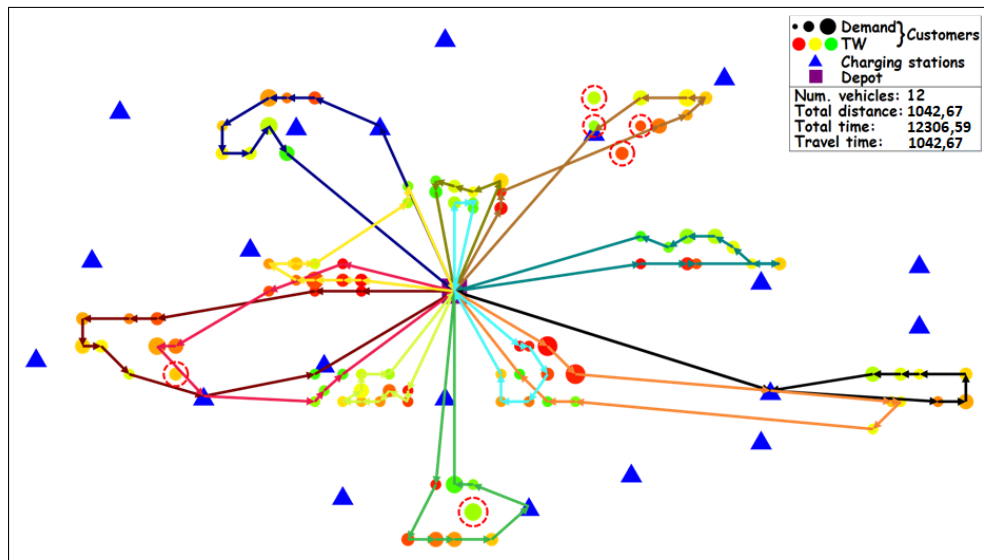 Demand
TW
Customers
Charging stations
Depot
Num. vehicles: 12
Total distance: 1042,67
Total time: 12306,59
Travel time: 1042,67